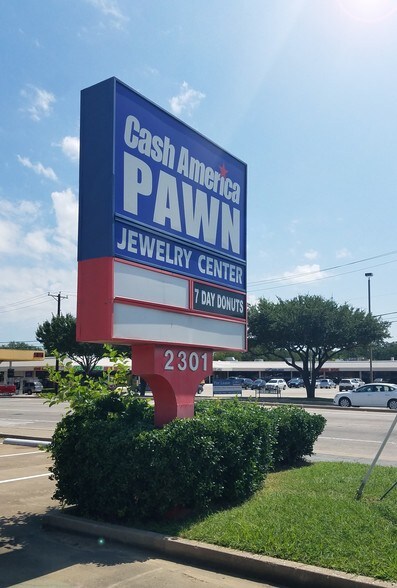 Cash America
PAWN
JEWELRY CENTER
7 DAY DONUTS
2301